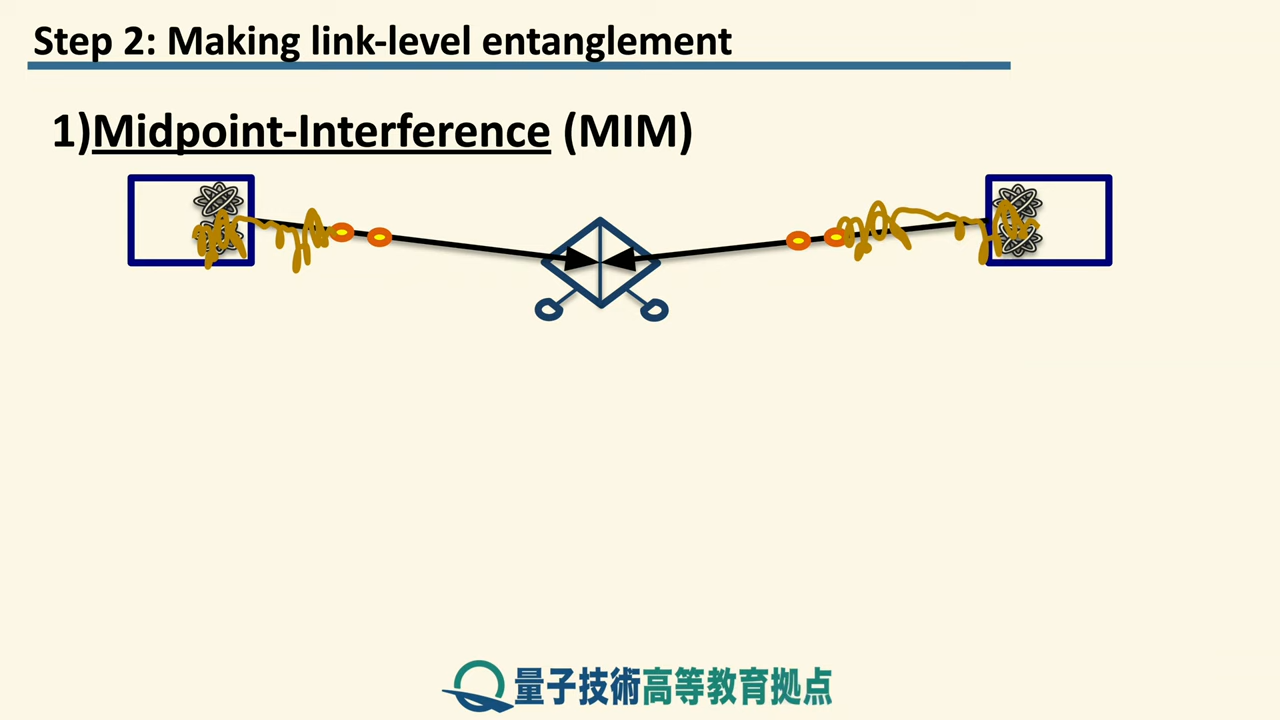 Step 2: Making link-level entanglement
1)Midpoint-Interference (MIM)
量子技術高等教育拠点